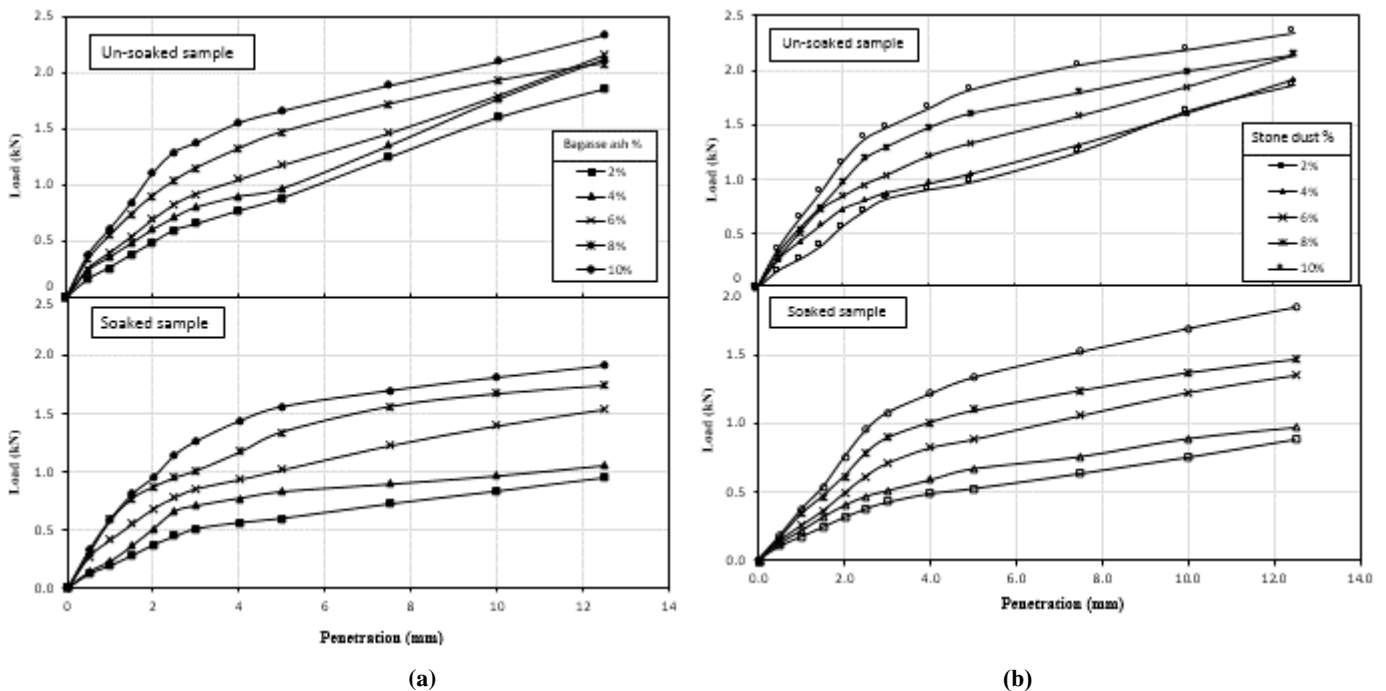 2.5
Un-soaked sample
2.0
1.5
Load (kN)
Bagasse ash %
2%
1.0
4%
6%
0.5
8%
10%
0
2.5
Soaked sample
2.0
1.5
Load (kN)
1.0
0.5
0.0
0 2 4 6 8 10 12 14
Penetration (mm)
(a)
2.5
Un-soaked sample
2.0
1.5
Load (kN)
Stone dust %
2%
1.0
4%
6%
0.5
8%
10%
0
2.0
Soaked sample
1.5
Load (kN)
1.0
0.5
0.0
0.0 2.0 4.0 6.0 8.0 10.0 12.0 14.0
Penetration (mm)
(b)